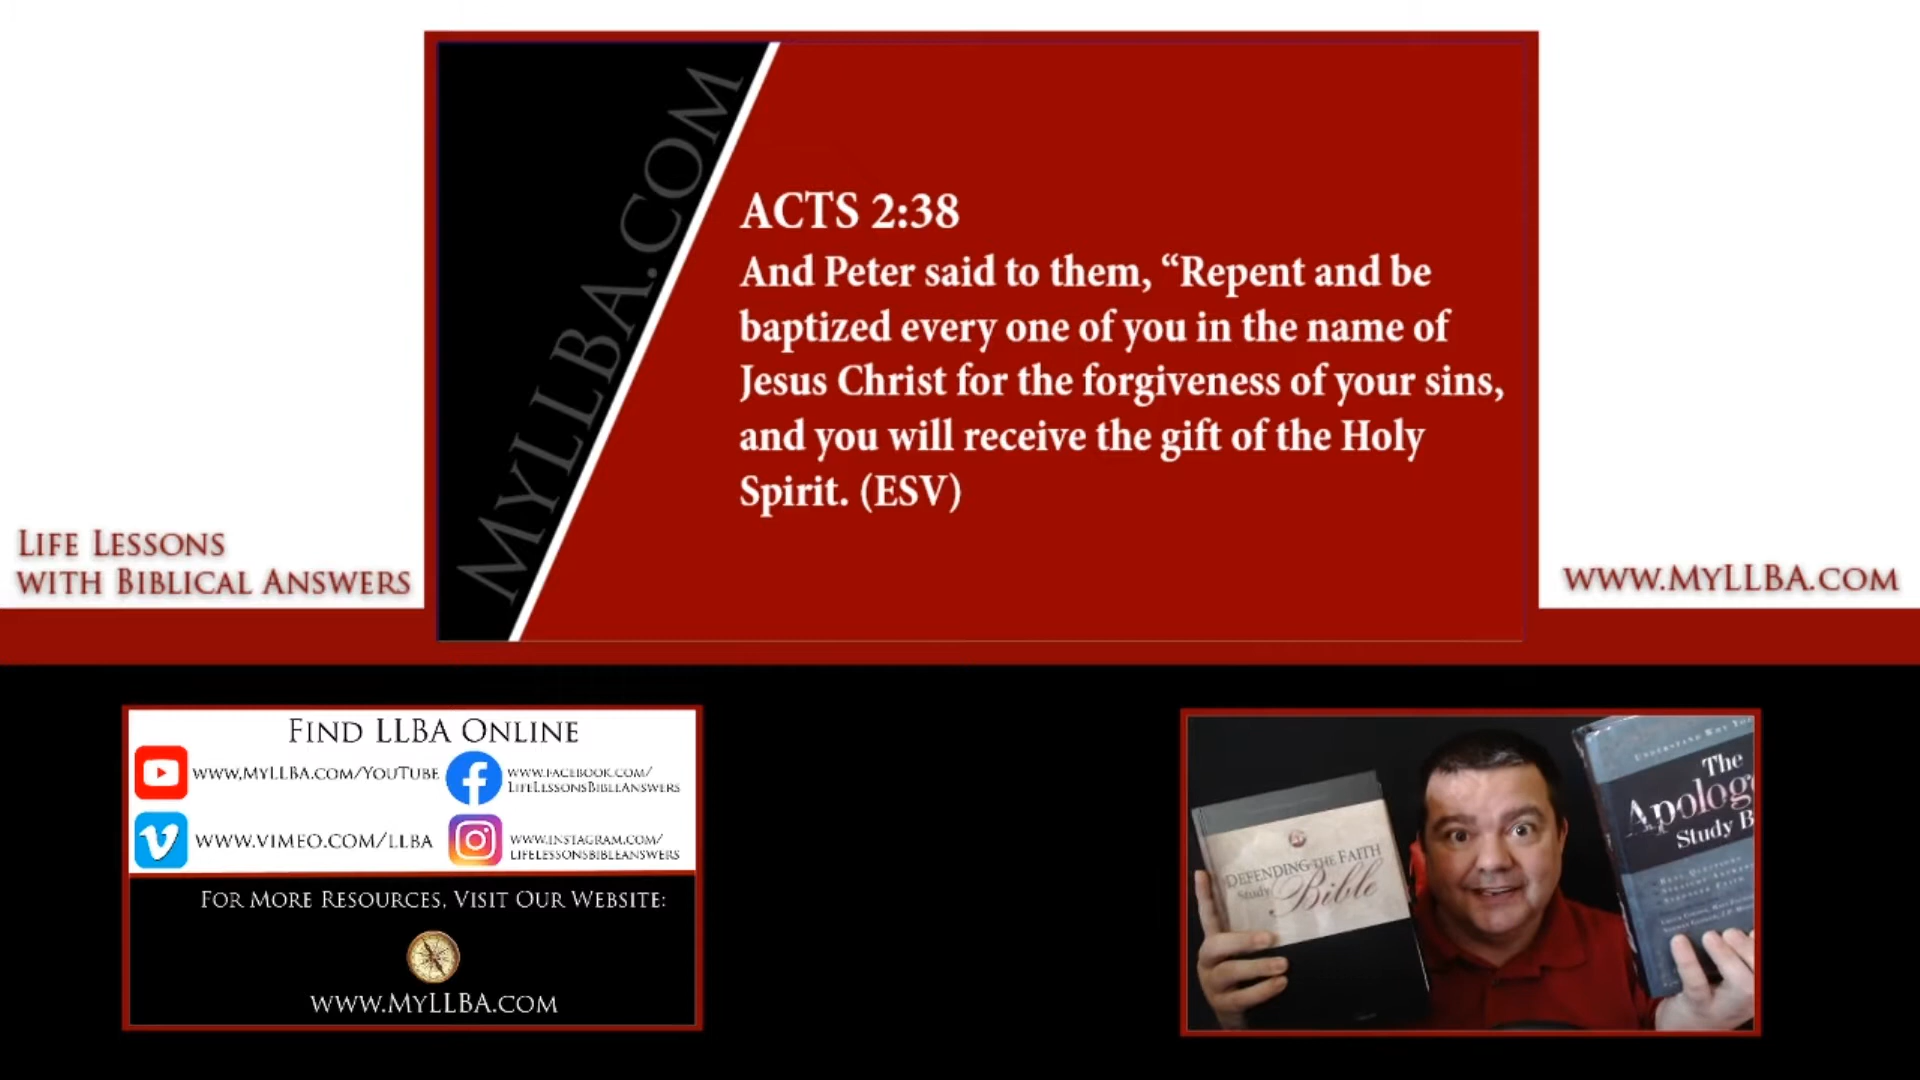 MYLLBA.COM
ACTS 2:38
And Peter said to them, “Repent and be
baptized every one of you in the name of
Jesus Christ for the forgiveness of your sins,
and you will receive the gift of the Holy
Spirit. (ESV)
LIFE LESSONS
WITH BIBLICAL ANSWERS
WWW.MYLLBA.COM
FIND LLBA ONLINE
WWW.MYLLBA.COM/YOUTUBE
WWW.FACEBOOK.COM/
LIFELESSONSBIBLEANSWERS
WWW.VIMEO.COM/LLBA
WWW.INSTAGRAM.COM/
LIFELESSONSBIBLEANSWERS
FOR MORE RESOURCES, VISIT OUR WEBSITE:
WWW.MYLLBA.COM
DEFENDING THE FAITH
Study Bible
UNDERSTAND WHY YOU
The
Apologe
Study B